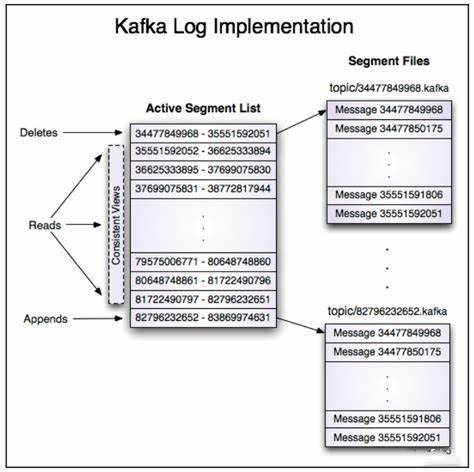 Kafka Log Implementation
Segment Files
topic/34477849968.kafka
Active Segment List
Message 34477849968
Message 34477850175
Deletes
34477849968 - 35551592051
35551592052 - 36625333894
36625333895 - 37699075830
37699075831 - 38772817944
Message 35551591806
Message 35551592051
Reads
Consistent Views
79575006771 - 80648748860
80648748861 - 81722490796
81722490797 - 82796232651
Appends
82796232652 - 83869974631
topic/82796232652.kafka
Message 34477849968
Message 34477850175
Message 35551591806
Message 35551592051